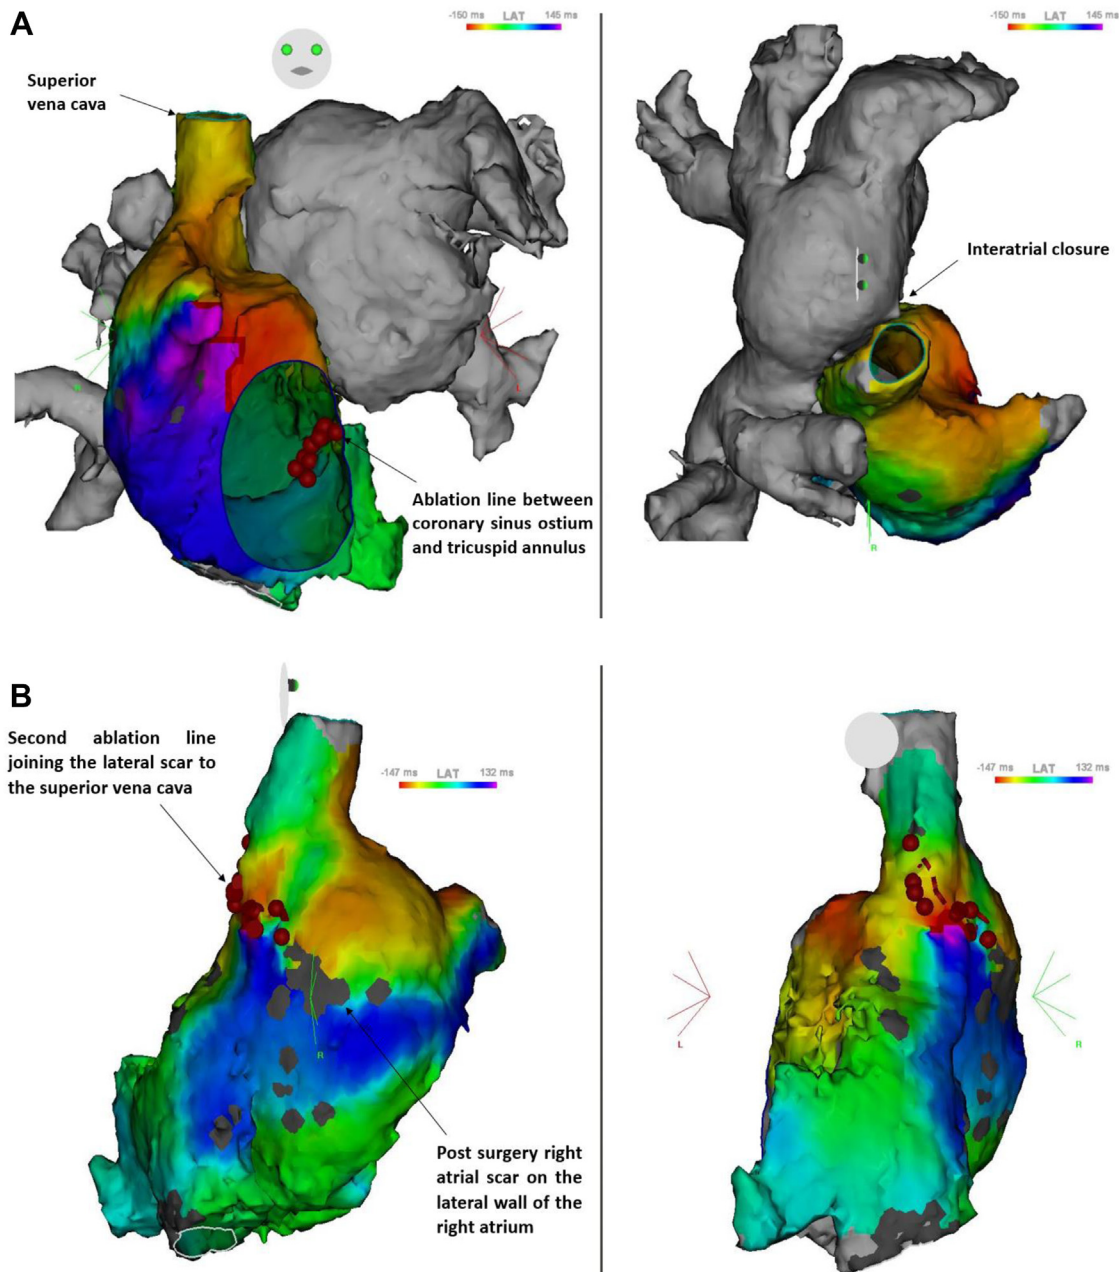 A
-150 ms LAT 145 ms
Superior
vena cava
R
L
Ablation line between
coronary sinus ostium
and tricuspid annulus
-150 ms LAT 145 ms
Interatrial closure
R
B
Second ablation line
joining the lateral scar to
the superior vena cava
-147 ms LAT 132 ms
R
Post surgery right
atrial scar on the
lateral wall of the
right atrium
-147 ms LAT 132 ms
L
R